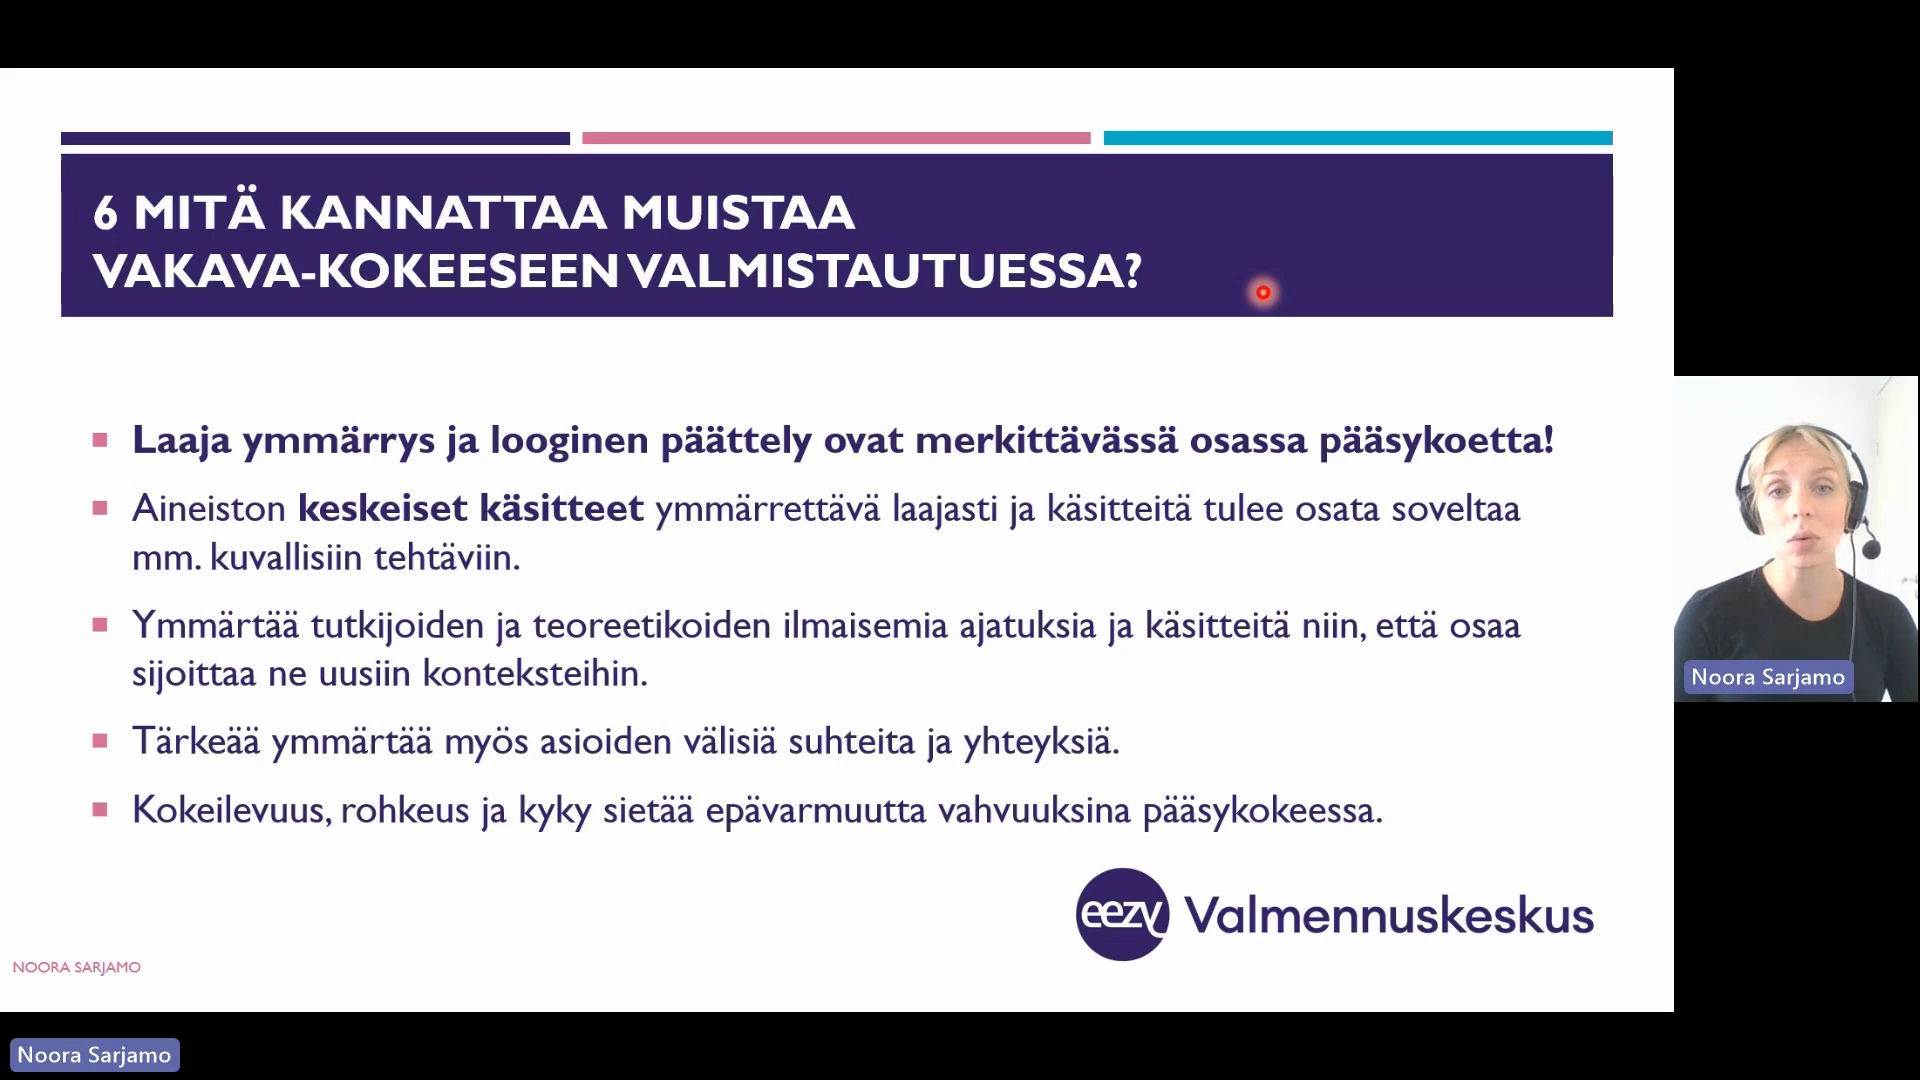 6 MITÄ KANNATTAA MUISTAA
VAKAVA-KOKEESEEN VALMISTAUTUESSA?
Laaja ymmärrys ja looginen päättely ovat merkittävässä osassa pääsykoetta!
Aineiston keskeiset käsitteet ymmärrettävä laajasti ja käsitteitä tulee osata soveltaa
mm. kuvallisiin tehtäviin.
Ymmärtää tutkijoiden ja teoreetikoiden ilmaisemia ajatuksia ja käsitteitä niin, että osaa
sijoittaa ne uusiin konteksteihin.
Tärkeää ymmärtää myös asioiden välisiä suhteita ja yhteyksiä.
Kokeilevuus, rohkeus ja kyky sietää epävarmuutta vahvuuksina pääsykokeessa.
eezy Valmennuskeskus
NOORA SARJAMO
Noora Sarjamo
Noora Sarjamo